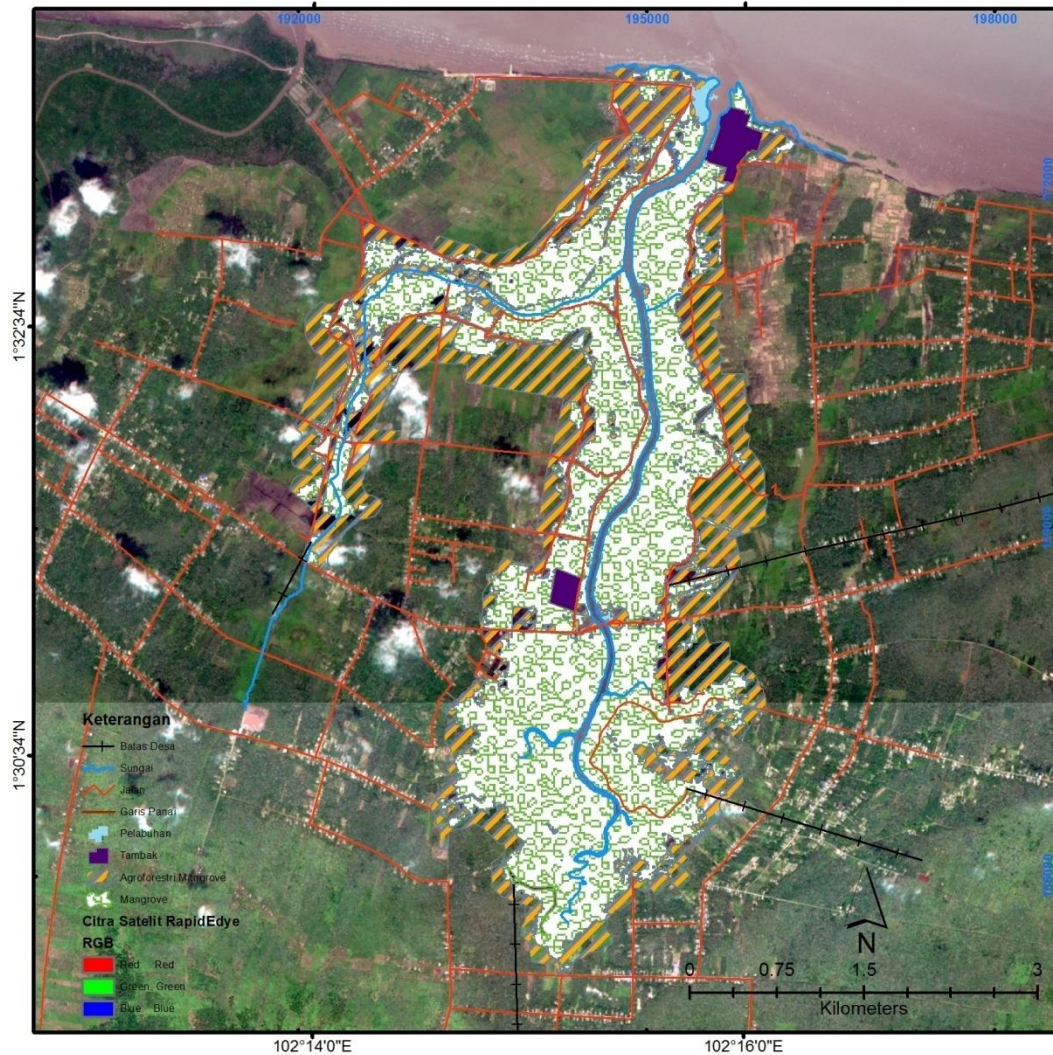 192000
195000
198000
1°32'34"N
1°30'34"N
Keterangan
Batas Desa
Sungai
Jalan
Garis Panai
Pelabuhan
Tambak
Agroforestri Mangrove
Mangrove
Citra Satelit RapidEdye
RGB
Red Red
Green Green
Blue Blue
N
0 0.75 1.5 3
Kilometers
102°14'0"E
102°16'0"E